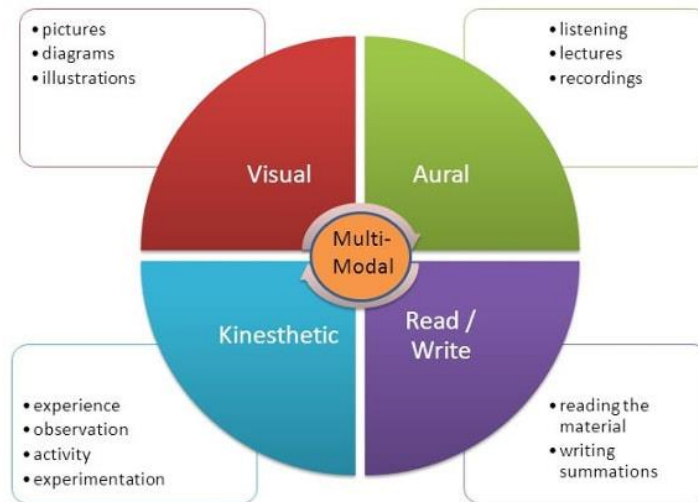 • pictures
• diagrams
• illustrations
• listening
• lectures
• recordings
Visual
Aural
Multi-
Modal
Kinesthetic
Read /
Write
• experience
• observation
• activity
• experimentation
• reading the
material
• writing
summations